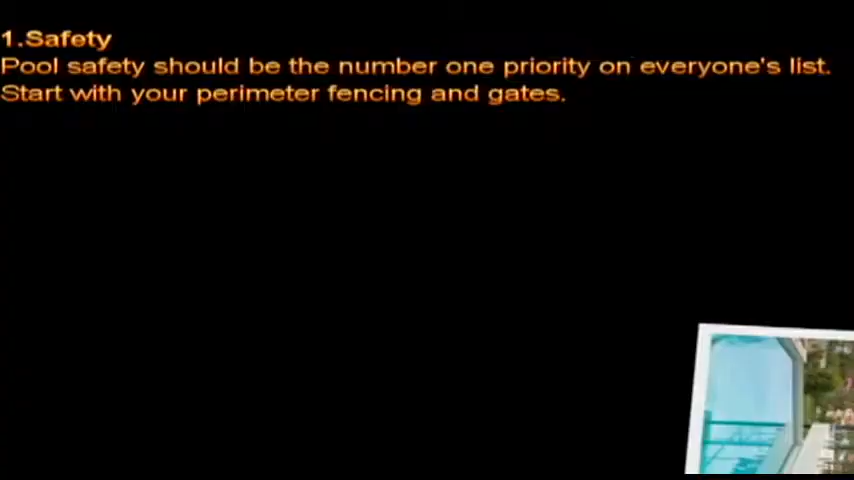 1.Safety
Pool safety should be the number one priority on everyone's list.
Start with your perimeter fencing and gates.